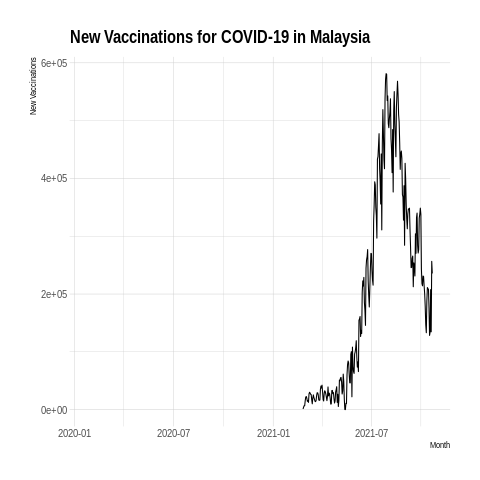 New Vaccinations for COVID-19 in Malaysia
New Vaccinations
6e+05
4e+05
2e+05
0e+00
2020-01 2020-07 2021-01 2021-07
Month